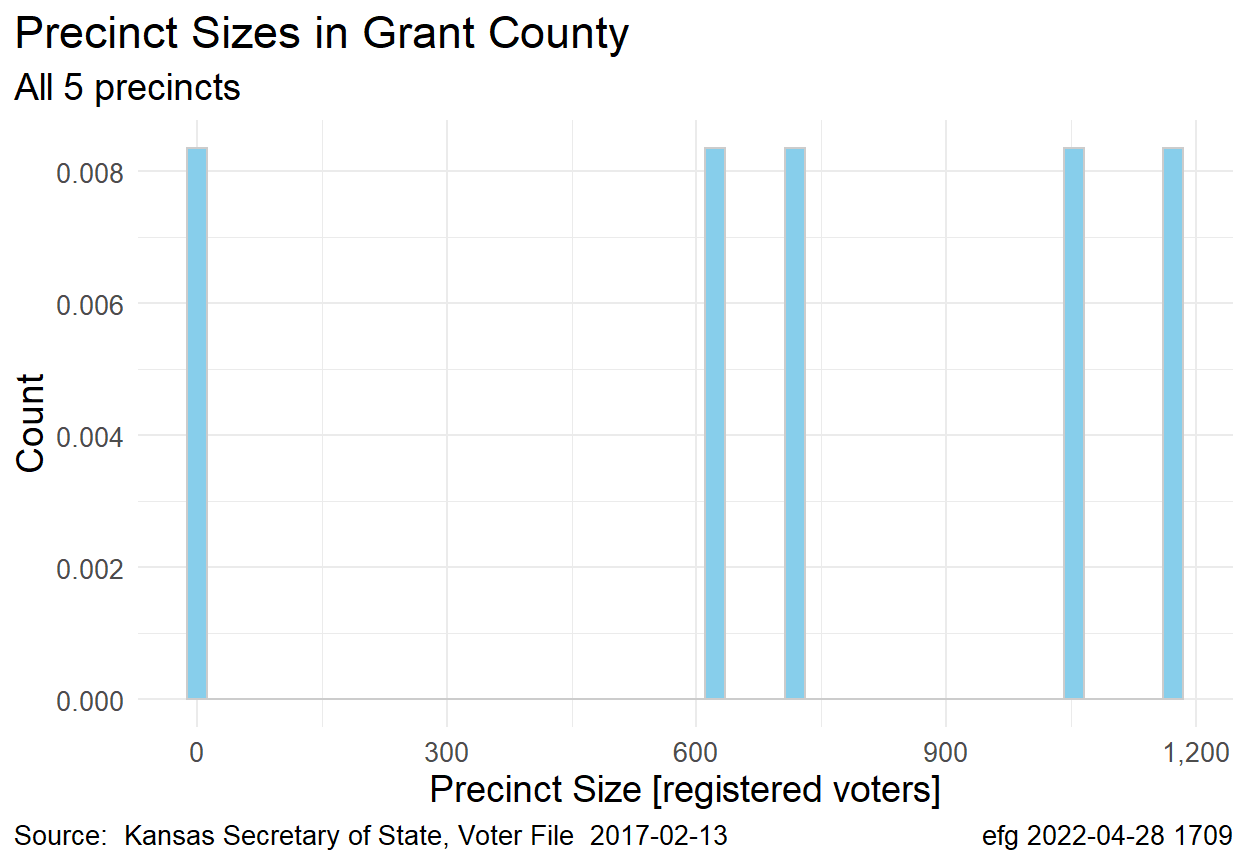 Precinct Sizes in Grant County
All 5 precincts
Count
0.008
0.006
0.004
0.002
0.000
0 300 600 900 1,200
Precinct Size [registered voters]
Source:  Kansas Secretary of State, Voter File  2017-02-13
efg 2022-04-28 1709